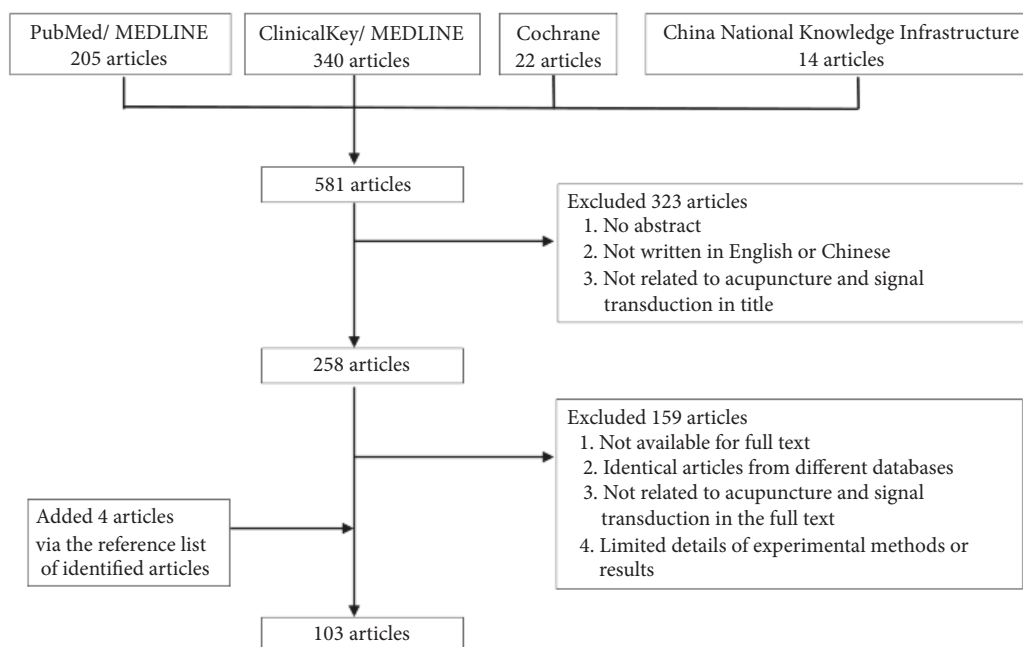 PubMed/ MEDLINE
205 articles
ClinicalKey/ MEDLINE
340 articles
Cochrane
22 articles
China National Knowledge Infrastructure
14 articles
581 articles
Excluded 323 articles
1. No abstract
2. Not written in English or Chinese
3. Not related to acupuncture and signal
transduction in title
258 articles
Excluded 159 articles
1. Not available for full text
2. Identical articles from different databases
3. Not related to acupuncture and signal
transduction in the full text
4. Limited details of experimental methods or
results
Added 4 articles
via the reference list
of identified articles
103 articles